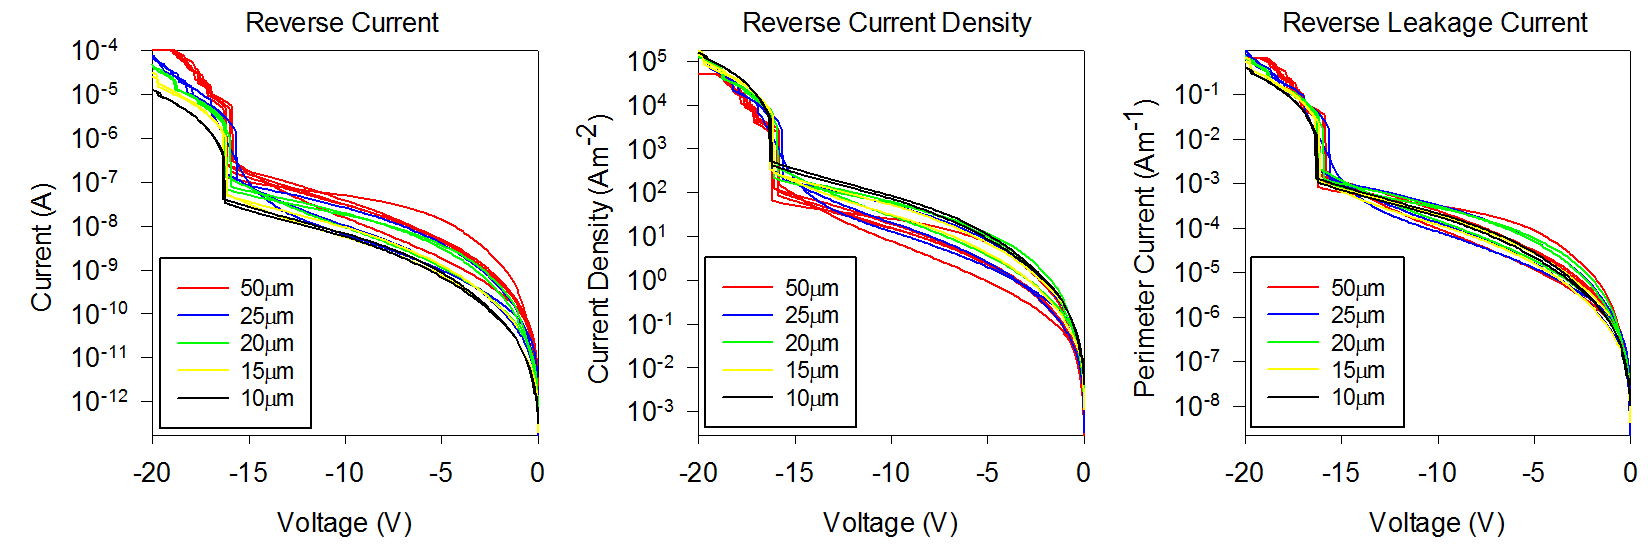 Reverse Current
Current (A)
10-4
10-5
10-6
10-7
10-8
10-9
10-10
10-11
10-12
50μm
25μm
20μm
15μm
10μm
-20 -15 -10 -5 0
Voltage (V)
Reverse Current Density
Current Density (Am-2)
105
104
103
102
101
100
10-1
10-2
10-3
50μm
25μm
20μm
15μm
10μm
-20 -15 -10 -5 0
Voltage (V)
Reverse Leakage Current
Perimeter Current (Am-1)
10-1
10-2
10-3
10-4
10-5
10-6
10-7
10-8
50μm
25μm
20μm
15μm
10μm
-20 -15 -10 -5 0
Voltage (V)